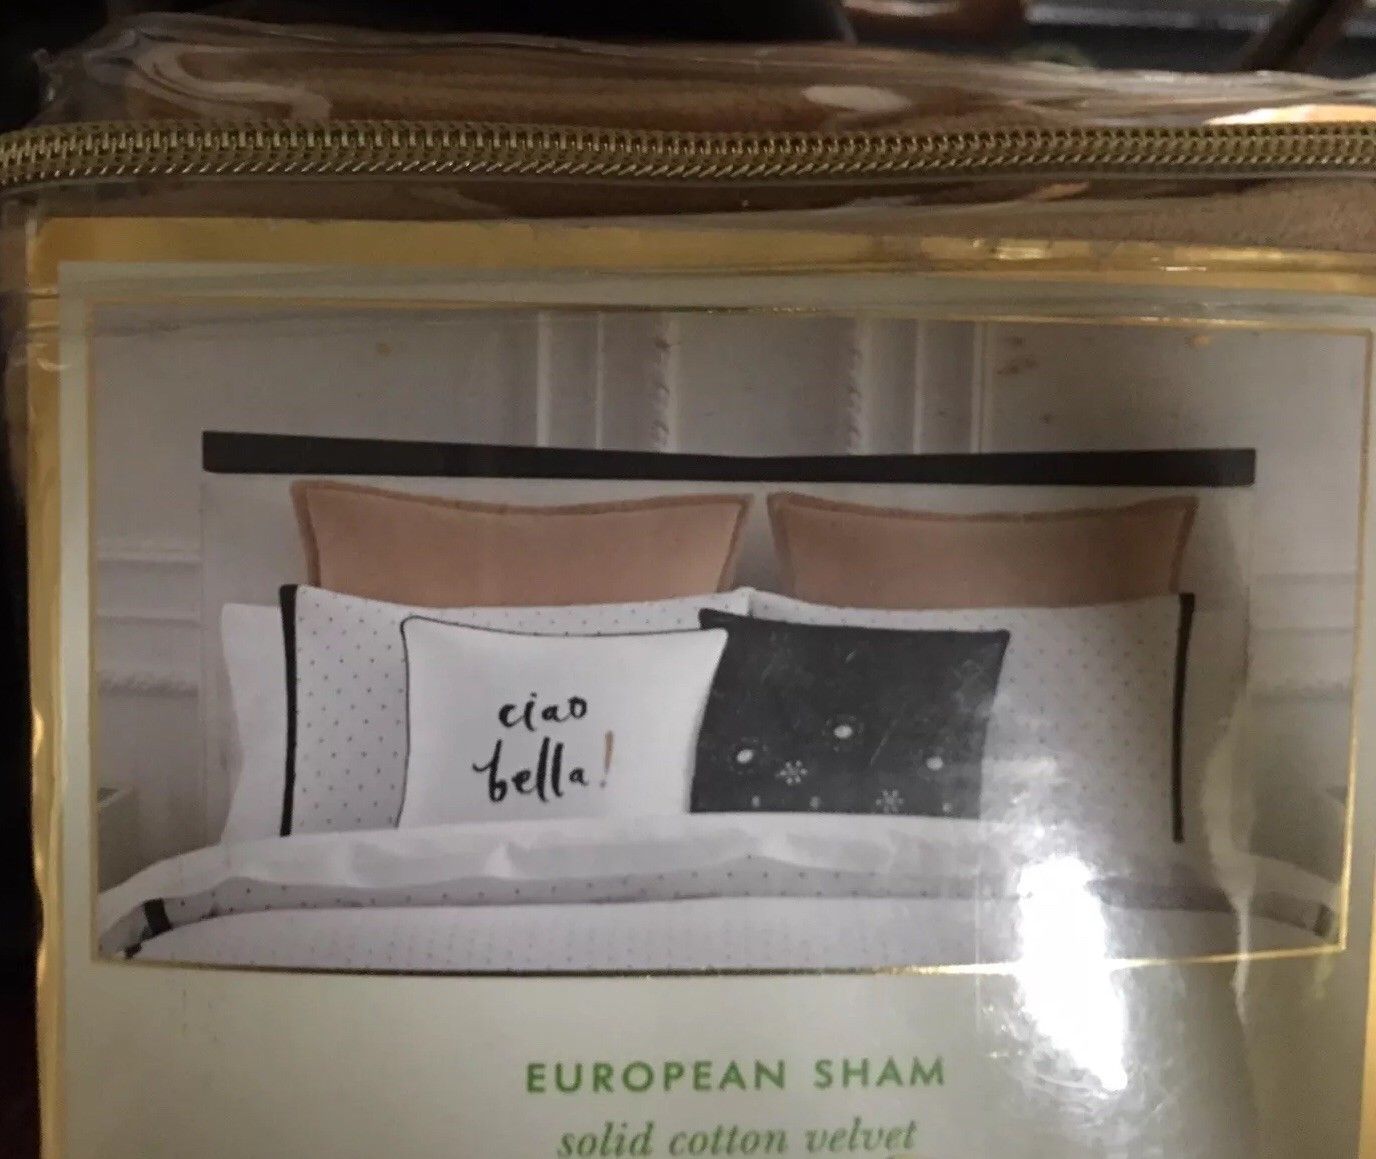 ciao
bella!
EUROPEAN SHAM
solid cotton velvet